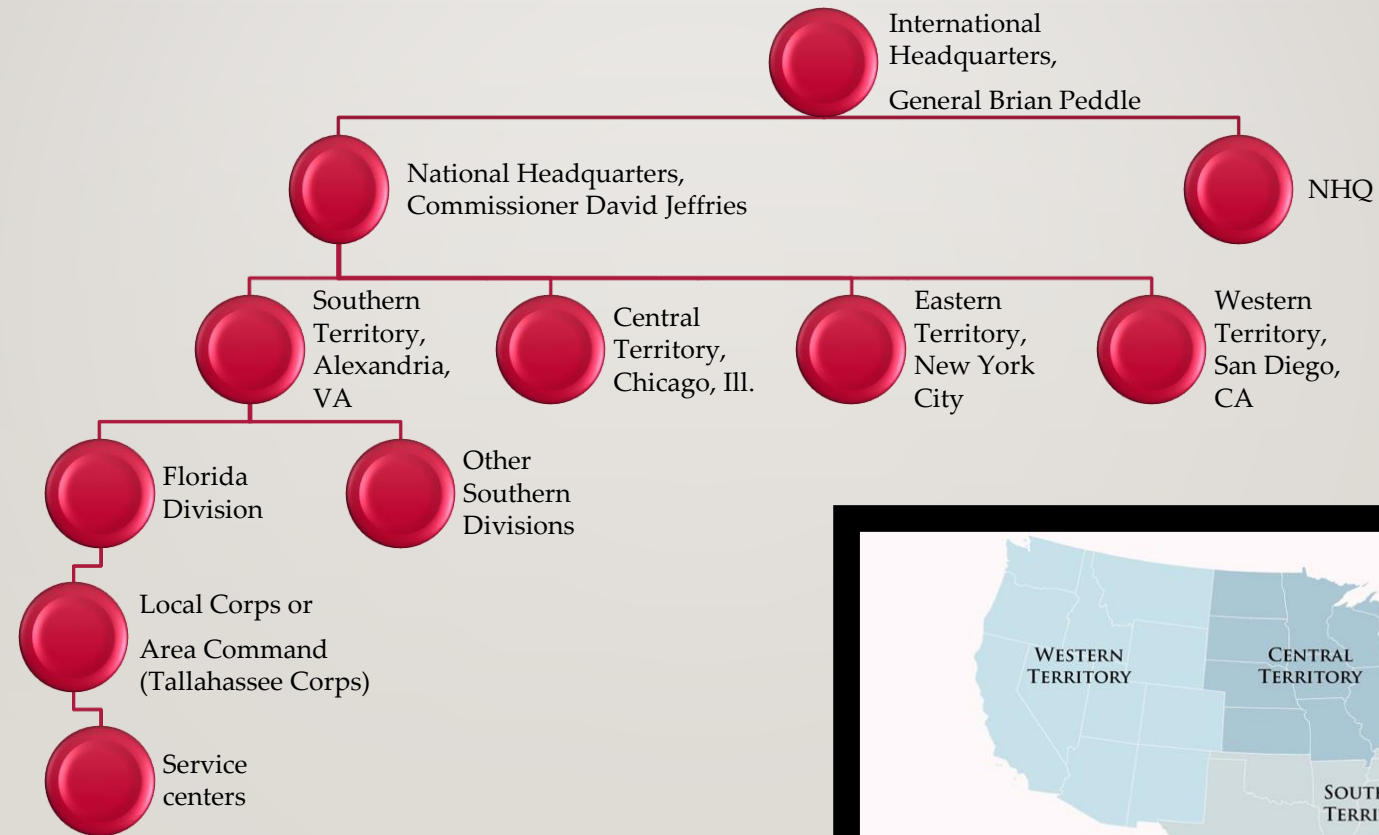 International
Headquarters,
General Brian Peddle
National Headquarters,
Commissioner David Jeffries
NHQ
Southern
Territory,
Alexandria,
VA
Central
Territory,
Chicago, Ill.
Eastern
Territory,
New York
City
Western
Territory,
San Diego,
CA
Florida
Division
Other
Southern
Divisions
Local Corps or
Area Command
(Tallahassee Corps)
Service
centers
WESTERN
TERRITORY
CENTRAL
TERRITORY